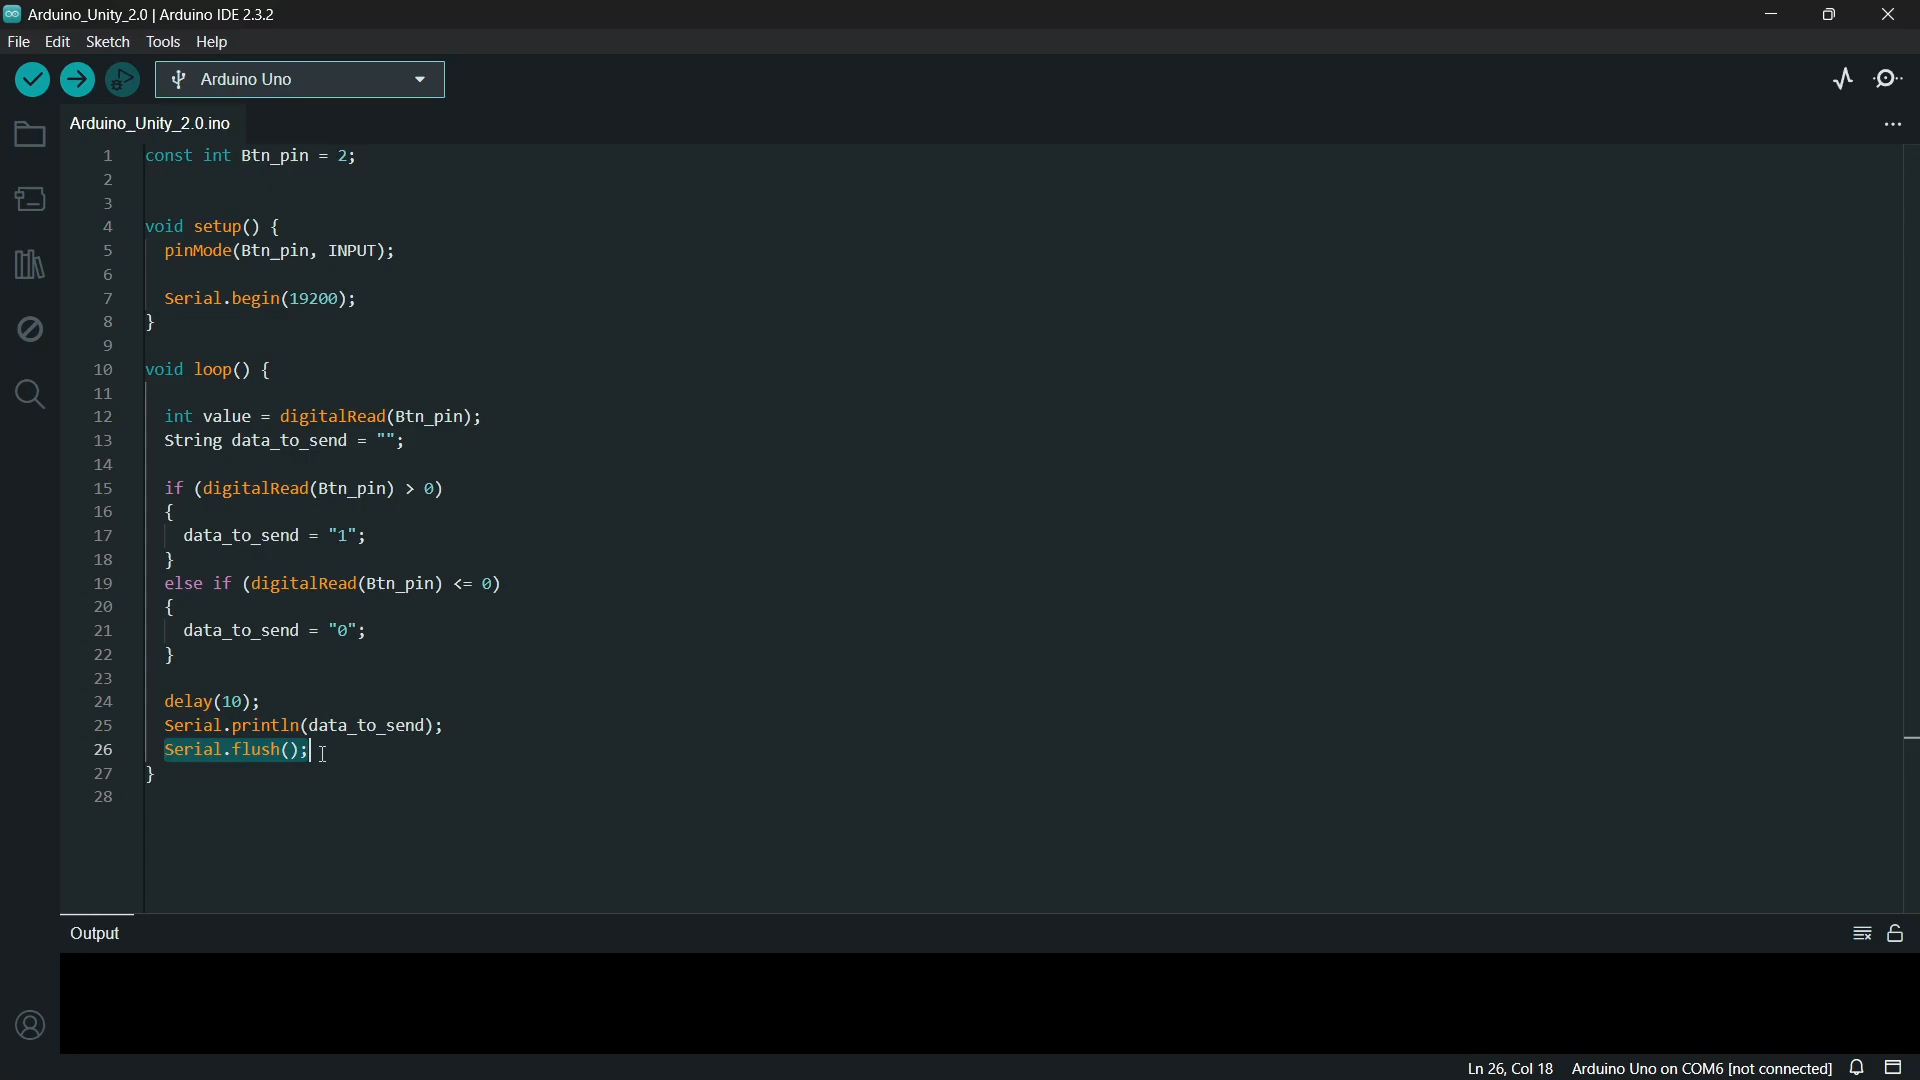 Arduino_Unity_2.0 | Arduino IDE 2.3.2
File Edit Sketch Tools Help
Arduino Uno
Arduino_Unity_2.0.ino
1 const int Btn_pin = 2;
2
3
4 void setup() {
5 pinMode(Btn_pin, INPUT);
6
7 Serial.begin(19200);
8 }
9
10 void loop() {
11
12 int value = digitalRead(Btn_pin);
13 String data_to_send = "";
14
15 if (digitalRead(Btn_pin) > 0)
16 {
17 data_to_send = "1";
18 }
19 else if (digitalRead(Btn_pin) <= 0)
20 {
21 data_to_send = "0";
22 }
23
24 delay(10);
25 Serial.println(data_to_send);
26 Serial.flush();
27 }
28
Output
Ln 26, Col 18 Arduino Uno on COM6 [not connected]